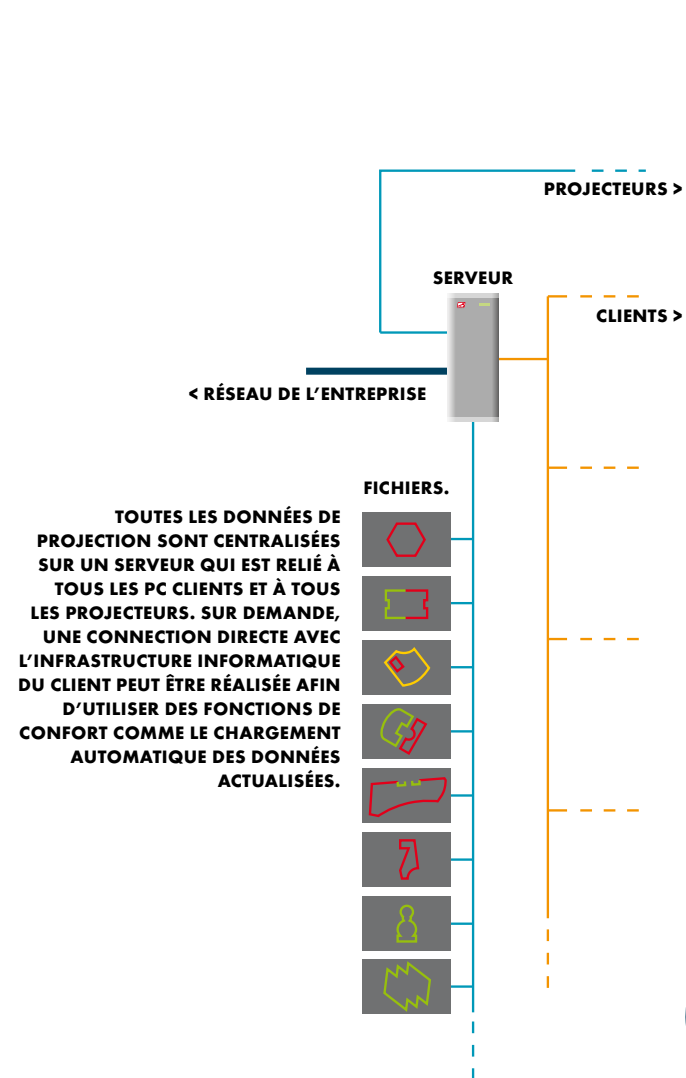 PROJECTEURS >
SERVEUR
CLIENTS >
< RÉSEAU DE L'ENTREPRISE
FICHIERS.
TOUTES LES DONNÉES DE
PROJECTION SONT CENTRALISÉES
SUR UN SERVEUR QUI EST RELIÉ À
TOUS LES PC CLIENTS ET À TOUS
LES PROJECTEURS. SUR DEMANDE,
UNE CONNECTION DIRECTE AVEC
L'INFRASTRUCTURE INFORMATIQUE
DU CLIENT PEUT ÊTRE RÉALISÉE AFIN
D'UTILISER DES FONCTIONS DE
CONFORT COMME LE CHARGEMENT
AUTOMATIQUE DES DONNÉES
ACTUALISÉES.